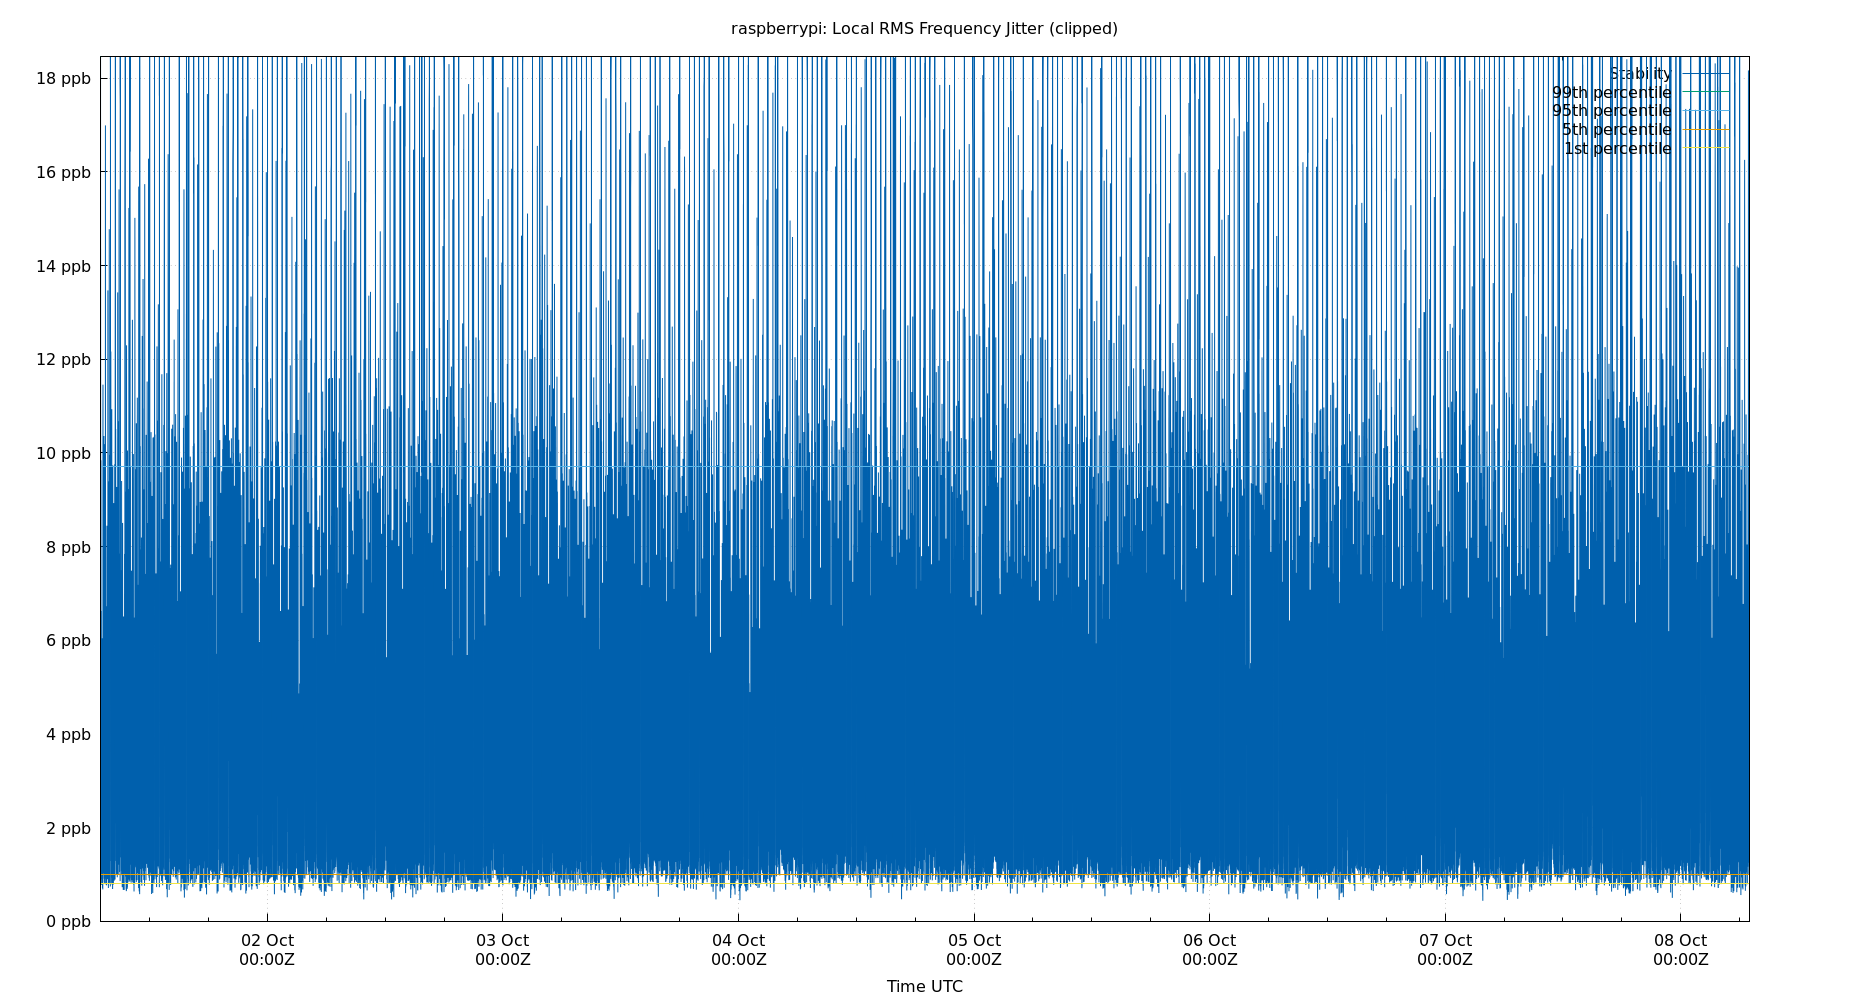 raspberrypi: Local RMS Frequency Jitter (clipped)
18 ppb
16 ppb
14 ppb
12 ppb
10 ppb
8 ppb
6 ppb
4 ppb
2 ppb
0 ppb
Stability
99th percentile
95th percentile
5th percentile
1st percentile
02 Oct 03 Oct 04 Oct 05 Oct 06 Oct 07 Oct 08 Oct
00:00Z 00:00Z 00:00Z 00:00Z 00:00Z 00:00Z 00:00Z
Time UTC